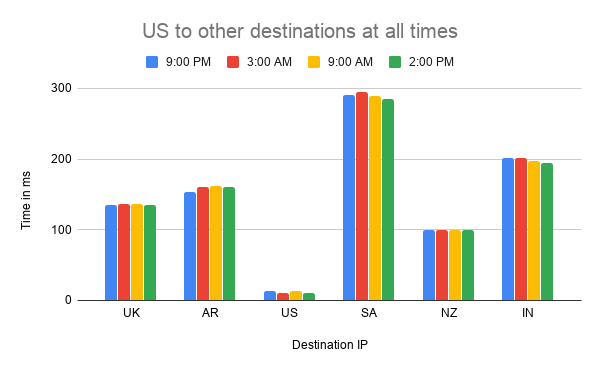 US to other destinations at all times
9:00 PM 3:00 AM 9:00 AM 2:00 PM
Time in ms
300
200
100
0
UK AR US SA NZ IN
Destination IP